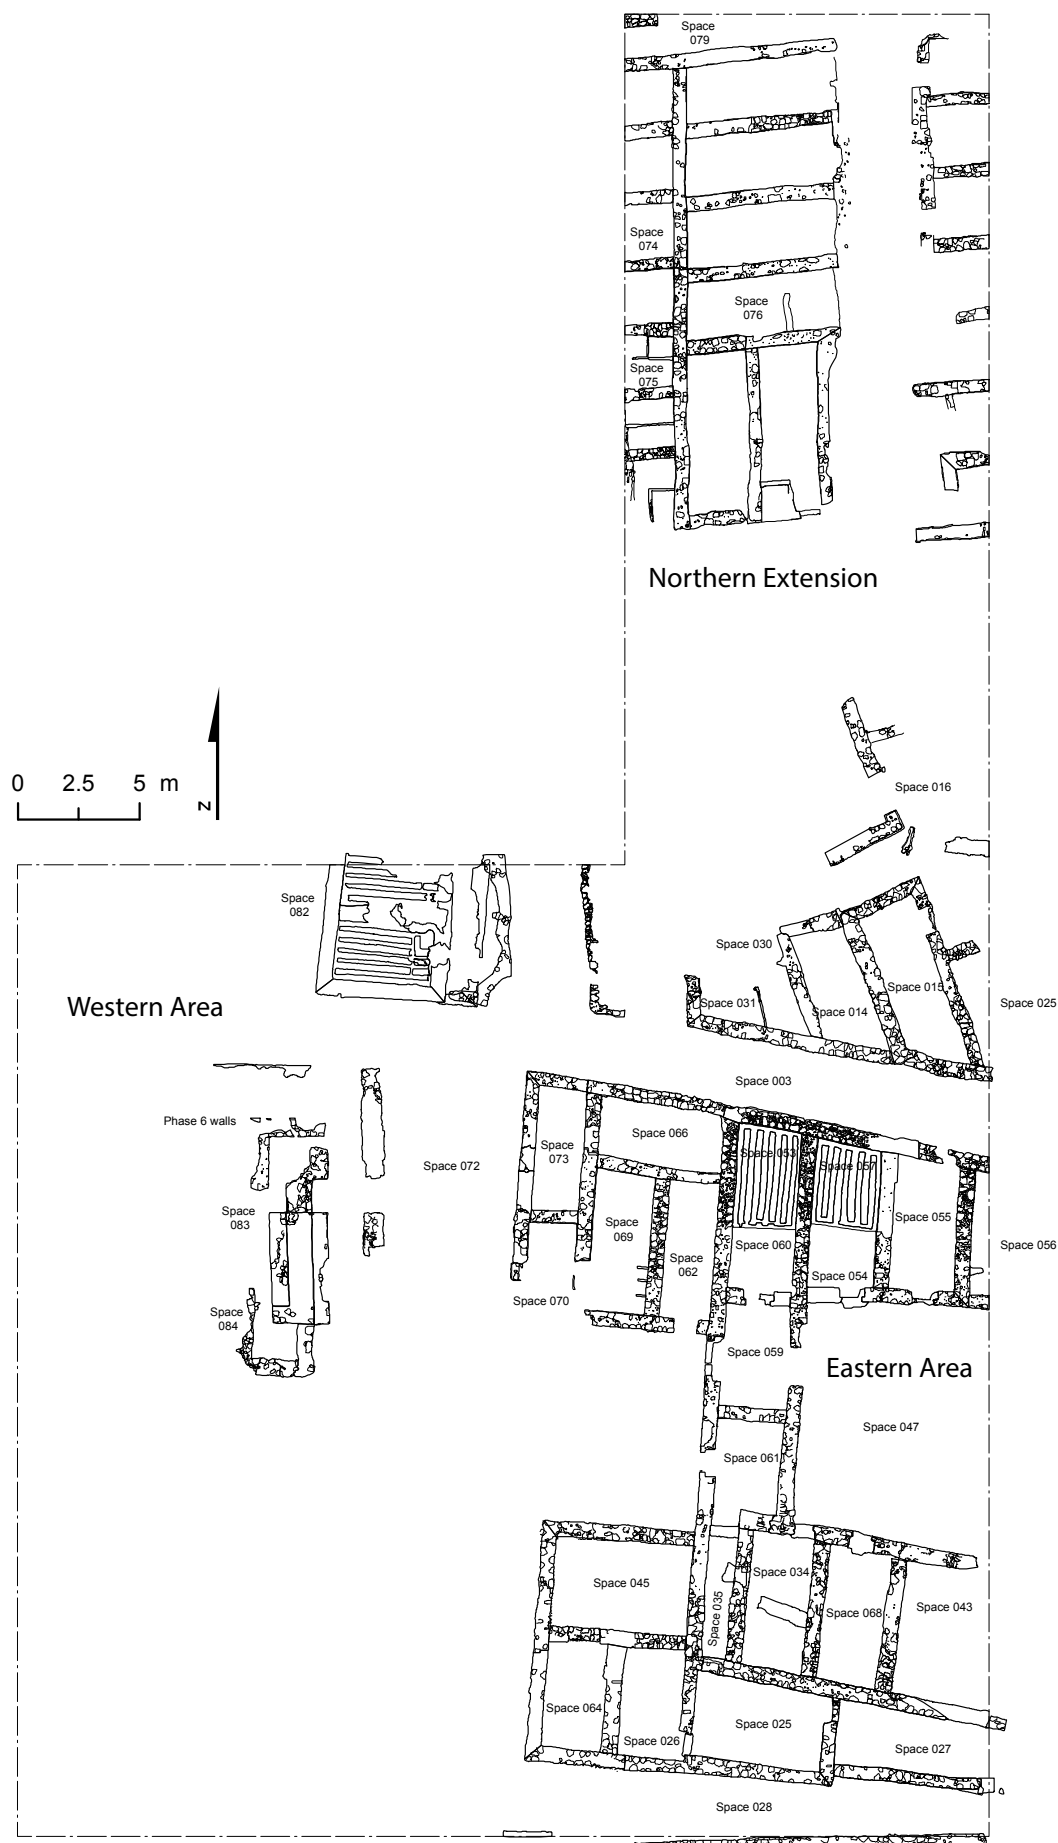 Space
079
Space
074
Space
076
Space
075
Northern Extension
0 2.5 5 m
z
Space 016
Space
082
Space 030
Western Area
Space 031
Space 015
Space 014
Space 025
Space 003
Phase 6 walls
Space 066
Space
073
Space 053
Space 057
Space 072
Space
083
Space
069
Space 055
Space 060
Space 056
Space
062
Space 054
Space 070
Space
084
Space 059
Eastern Area
Space 047
Space 061
Space 034
Space 045
Space 035
Space 068
Space 043
Space 064
Space 025
Space 026
Space 027
Space 028